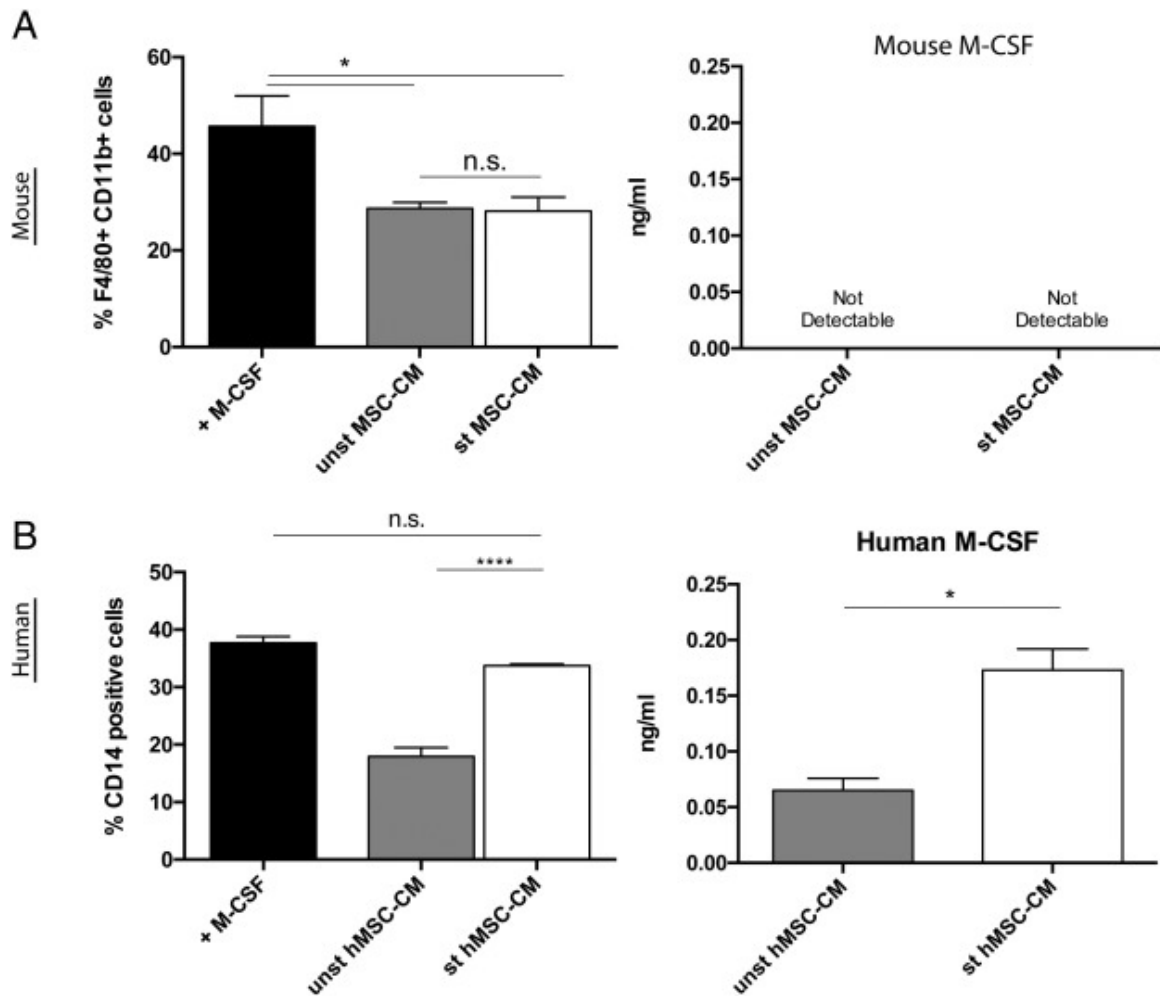 A
Mouse
% F4/80+ CD11b+ cells
60
40
20
0
*
n.s.
+ M-CSF
unst MSC-CM
st MSC-CM
Mouse M-CSF
ng/ml
0.25
0.20
0.15
0.10
0.05
0.00
Not
Detectable
Not
Detectable
unst MSC-CM
st MSC-CM
B
Human
% CD14 positive cells
50
40
30
20
10
0
n.s.
****
+ M-CSF
unst hMSC-CM
st hMSC-CM
Human M-CSF
ng/ml
0.25
0.20
0.15
0.10
0.05
0.00
*
unst hMSC-CM
st hMSC-CM